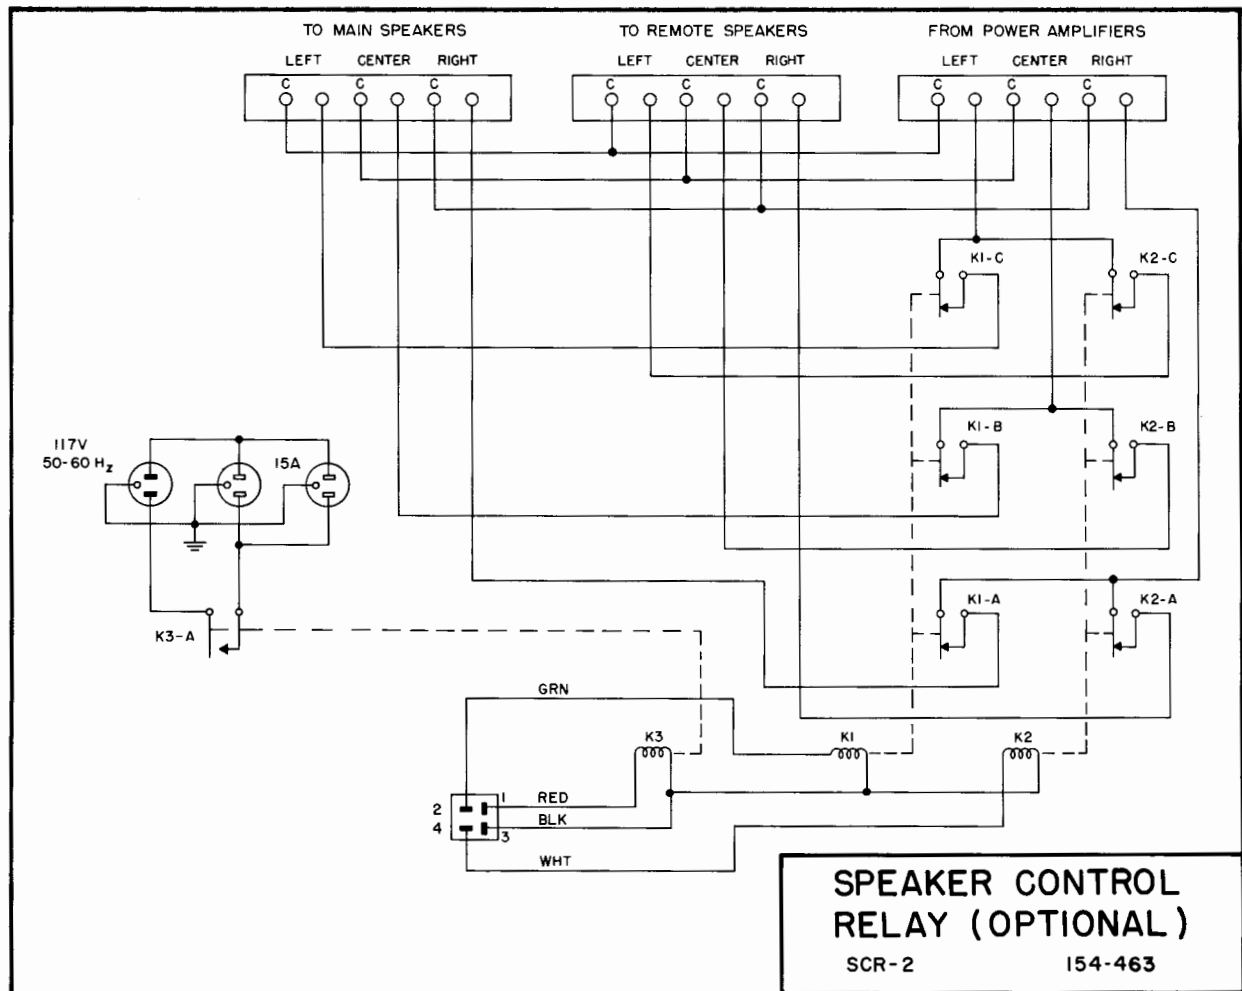 TO MAIN SPEAKERS
TO REMOTE SPEAKERS
FROM POWER AMPLIFIERS
LEFT CENTER RIGHT
LEFT CENTER RIGHT
LEFT CENTER RIGHT
C C C
C C C
C C C
K1-C
K2-C
K1-B
K2-B
117V
50-60 Hz
15A
K1-A
K2-A
K3-A
GRN
K3
K1
K2
1
RED
2
BLK
4
3
WHT
SPEAKER CONTROL
RELAY (OPTIONAL)
SCR-2 154-463